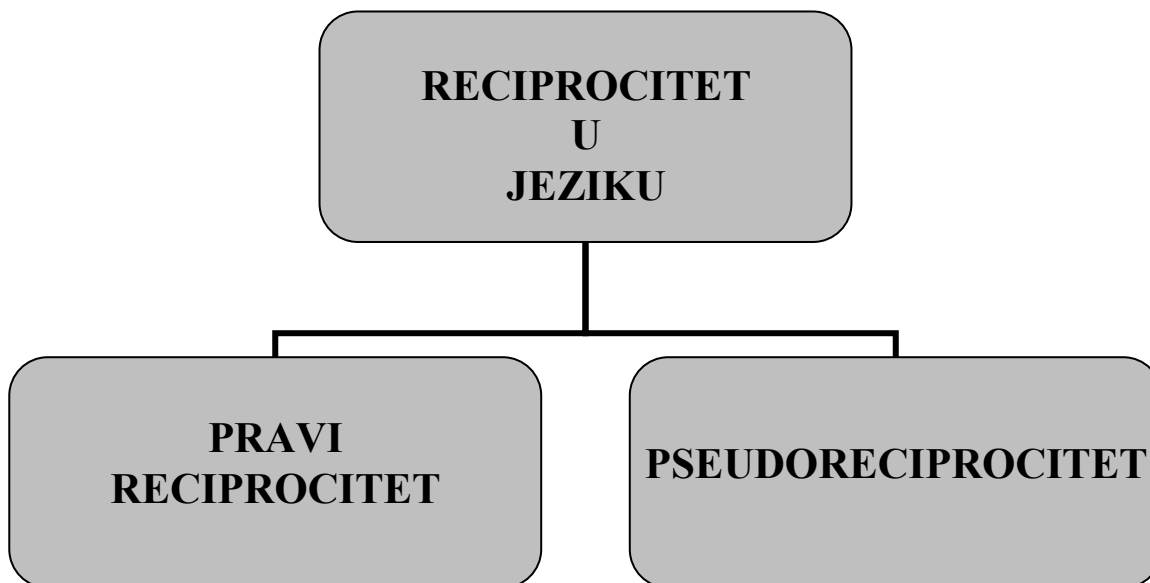 RECIPROCITET
U
JEZIKU
PRAVI
RECIPROCITET
PSEUDORECIPROCITET